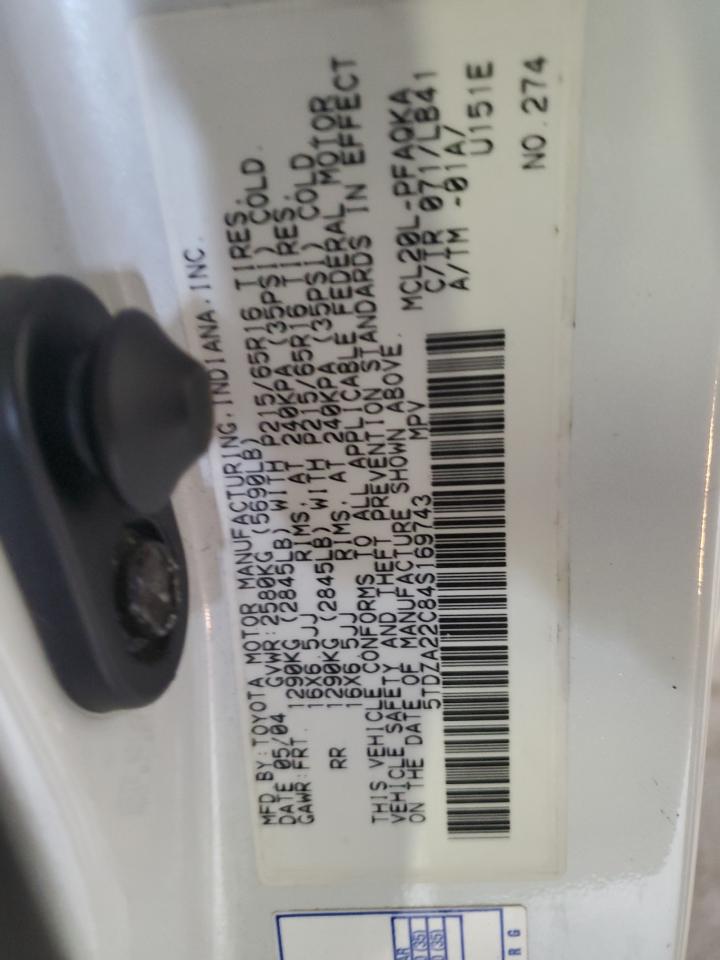 MFD BY:TOYOTA MOTOR MANUFACTURING,INDIANA,INC.
DATE 05/04 GVWR:2580KG (5690LB)
GAWR:FRT. 1290KG (2845LB) WITH P215/65R16 TIRES.
16X6.5JJ RIMS. AT 240KPA (35PSI) COLD.
RR 1290KG (2845LB) WITH P215/65R16 TIRES.
16X6.5JJ RIMS. AT 240KPA (35PSI) COLD
THIS VEHICLE CONFORMS TO ALL APPLICABLE FEDERAL MOTOR
VEHICLE SAFETY AND THEFT PREVENTION STANDARDS IN EFFECT
ON THE DATE OF MANUFACTURE SHOWN ABOVE.
5TDZA22C84S169743 MPV
MCL20L-PFAQKA
C/TR 071/LB41
A/TM -01A/
U151E
NO.274